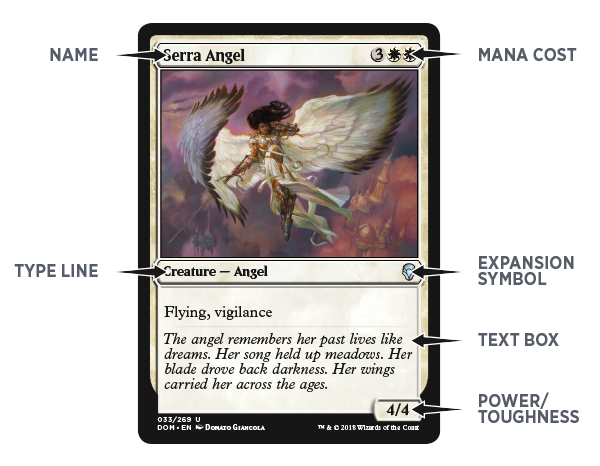 NAME
Serra Angel
3
MANA COST
TYPE LINE
Creature — Angel
EXPANSION
SYMBOL
Flying, vigilance
The angel remembers her past lives like
dreams. Her song held up meadows. Her
blade drove back darkness. Her wings
carried her across the ages.
TEXT BOX
4/4
POWER/
TOUGHNESS
033/269 U
DOM • EN Donato Giancola
™ & © 2018 Wizards of the Coast